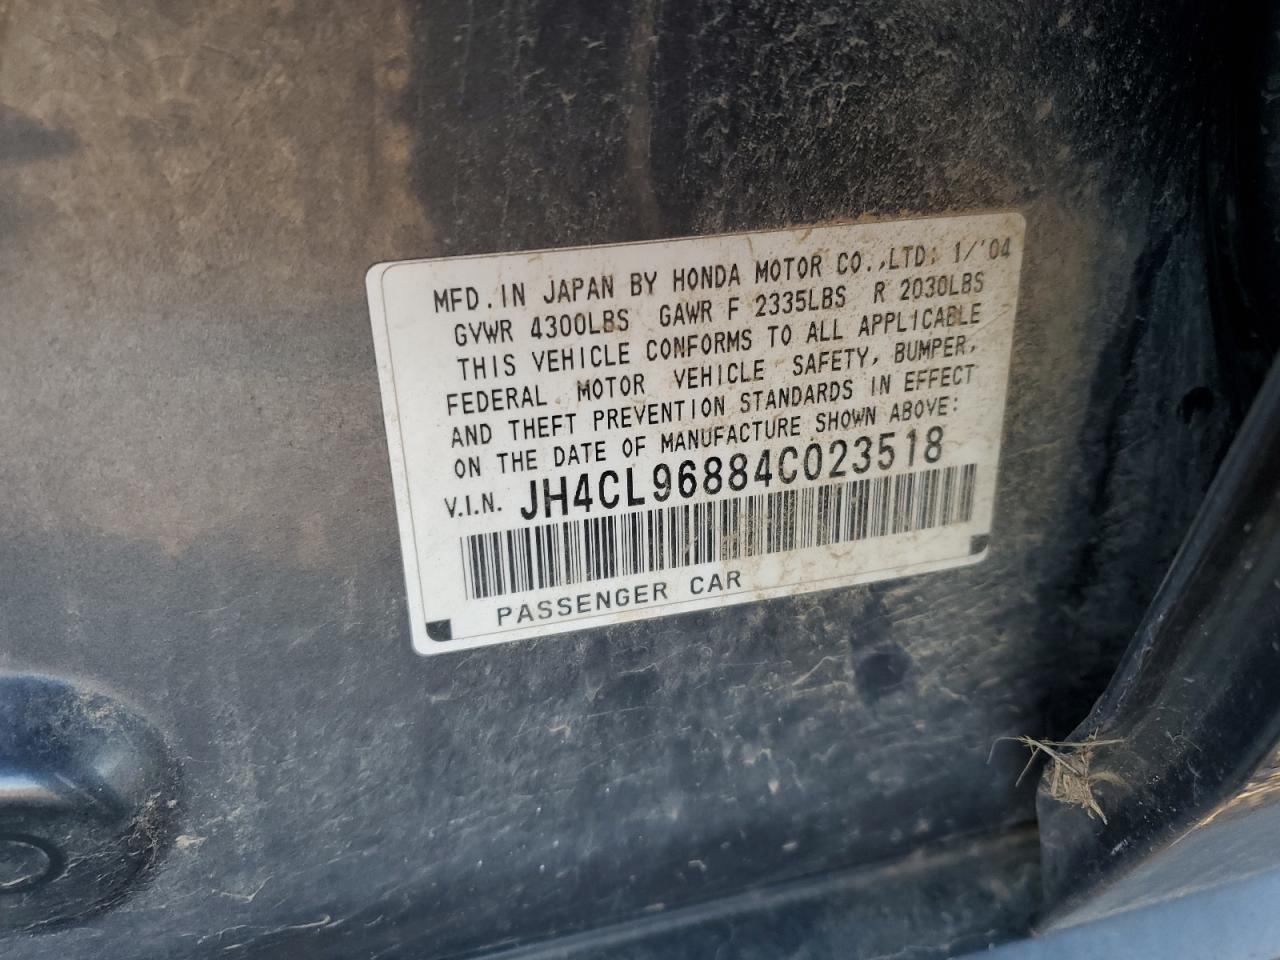 MFD. IN JAPAN BY HONDA MOTOR CO., LTD; 1/'04
GVWR 4300LBS GAWR F 2335LBS R 2030LBS
THIS VEHICLE CONFORMS TO ALL APPLICABLE
FEDERAL MOTOR VEHICLE SAFETY, BUMPER,
AND THEFT PREVENTION STANDARDS IN EFFECT
ON THE DATE OF MANUFACTURE SHOWN ABOVE:
V.I.N. JH4CL96884C023518
PASSENGER CAR